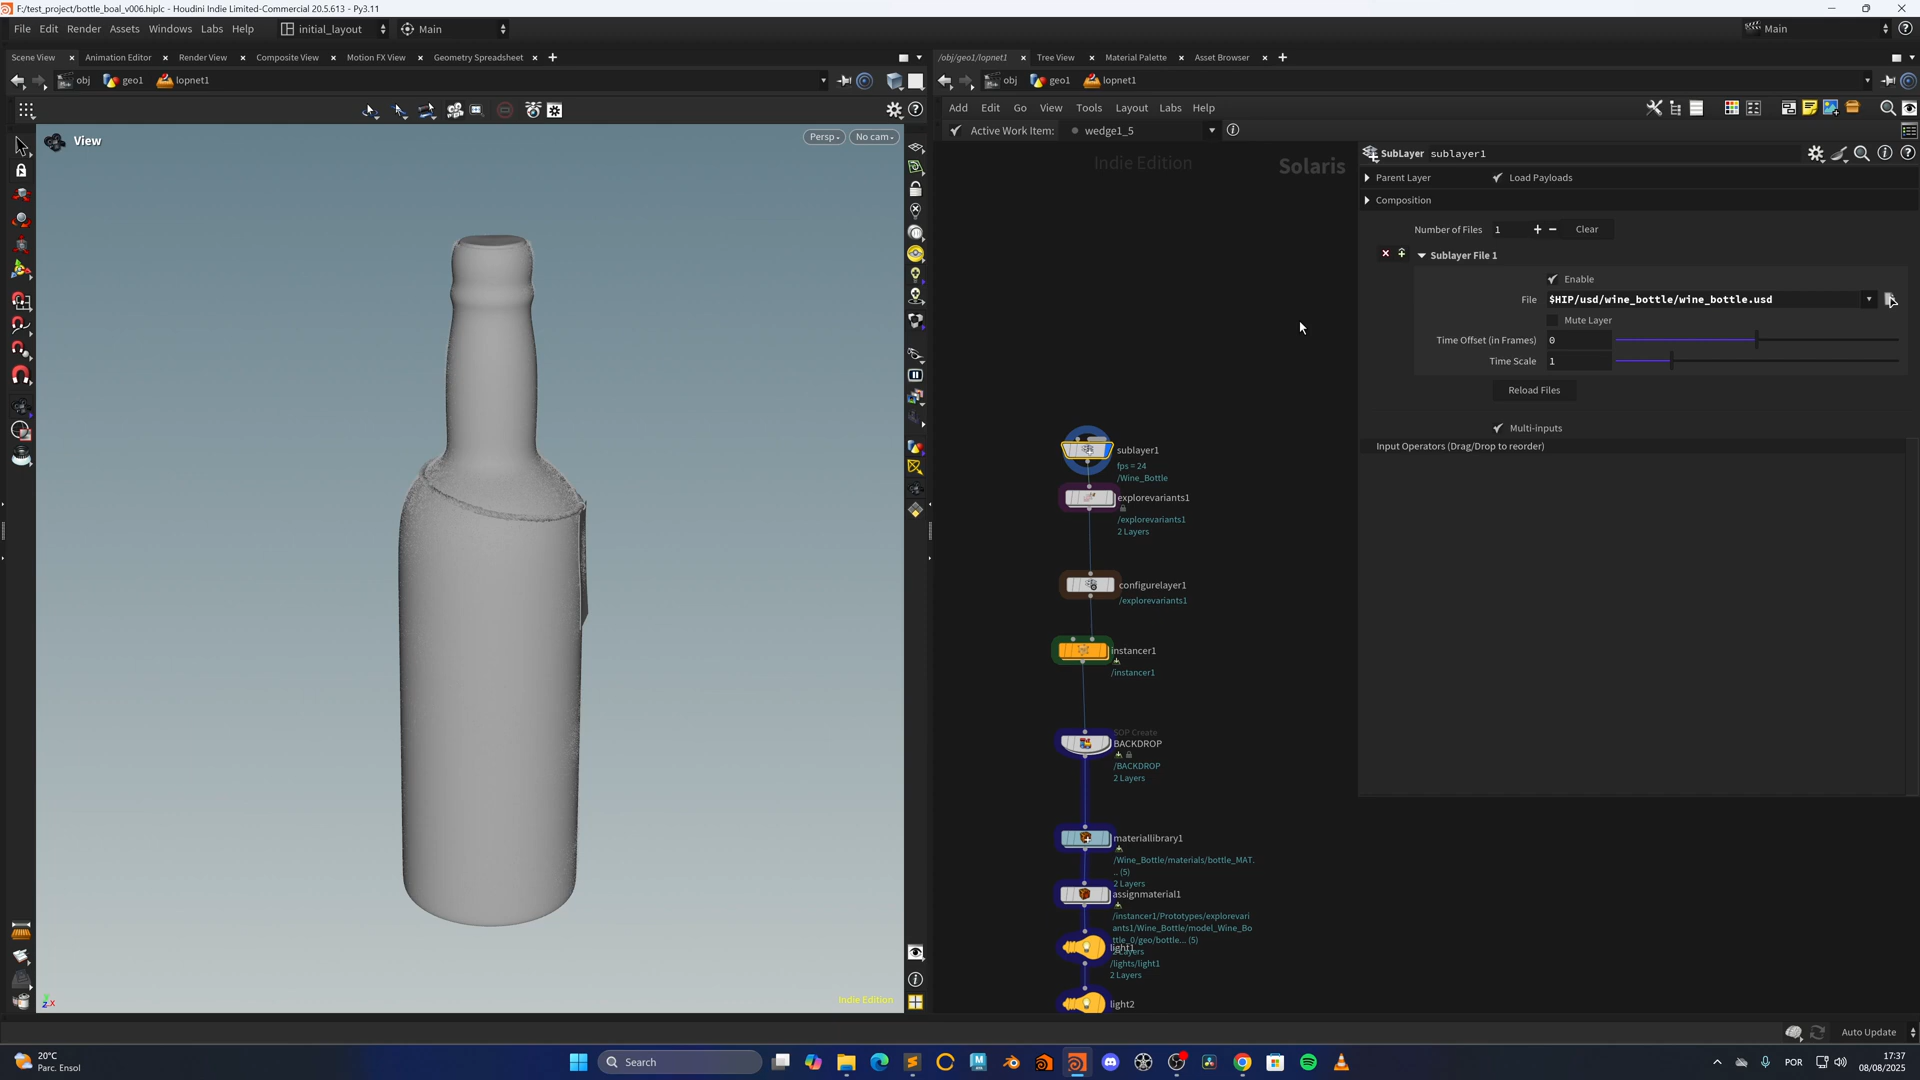 F:/test_project/bottle_boal_v006.hiplc - Houdini Indie Limited-Commercial 20.5.613 - Py3.11
File Edit Render Assets Windows Labs Help initial_layout Main Main
Scene View Animation Editor Render View Composite View Motion FX View Geometry Spreadsheet
/obj/geo1/lopnet1 Tree View Material Palette Asset Browser
obj geo1 lopnet1
obj geo1 lopnet1
Add Edit Go View Tools Layout Labs Help
Active Work Item: wedge1_5
View
Persp No cam
Indie Edition
Solaris
SubLayer sublayer1
Parent Layer Load Payloads
Composition
Number of Files 1 Clear
Sublayer File 1
Enable
File $HIP/usd/wine_bottle/wine_bottle.usd
Mute Layer
Time Offset (in Frames) 0
Time Scale 1
Reload Files
Multi-inputs
Input Operators (Drag/Drop to reorder)
sublayer1
fps = 24
/Wine_Bottle
explorevariants1
/explorevariants1
2 Layers
configurelayer1
/explorevariants1
instancer1
/instancer1
SOP Create
BACKDROP
/BACKDROP
2 Layers
materiallibrary1
/Wine_Bottle/materials/bottle_MAT.
.. (5)
2 Layers
assignmaterial1
/instancer1/Prototypes/explorevari
ants1/Wine_Bottle/model_Wine_Bo
ttle_0/geo/bottle... (5)
2 Layers
light1
/lights/light1
2 Layers
light2
Indie Edition
z x
Auto Update
20°C
Parc. Ensol
Search
POR
17:37
08/08/2025